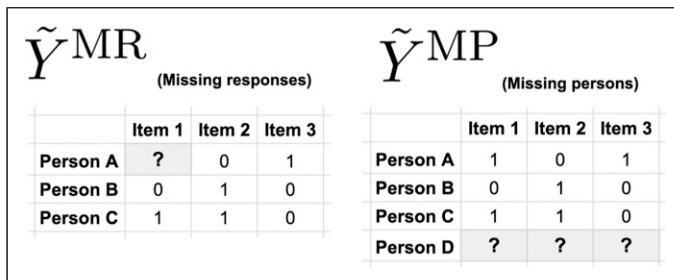 Ỹ^MR
(Missing responses)
Item 1 Item 2 Item 3
Person A ? 0 1
Person B 0 1 0
Person C 1 1 0
Ỹ^MP
(Missing persons)
Item 1 Item 2 Item 3
Person A 1 0 1
Person B 0 1 0
Person C 1 1 0
Person D ? ? ?